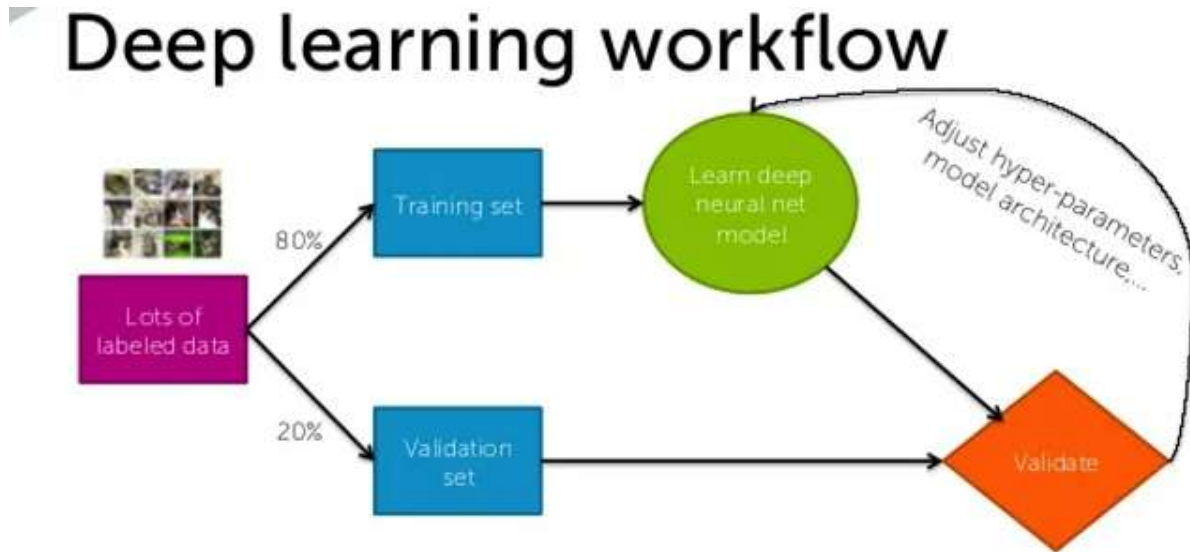 Deep learning workflow
Training set
80%
Lots of
labeled data
20%
Validation
set
Learn deep
neural net
model
Adjust hyper-parameters,
model architecture,...
Validate